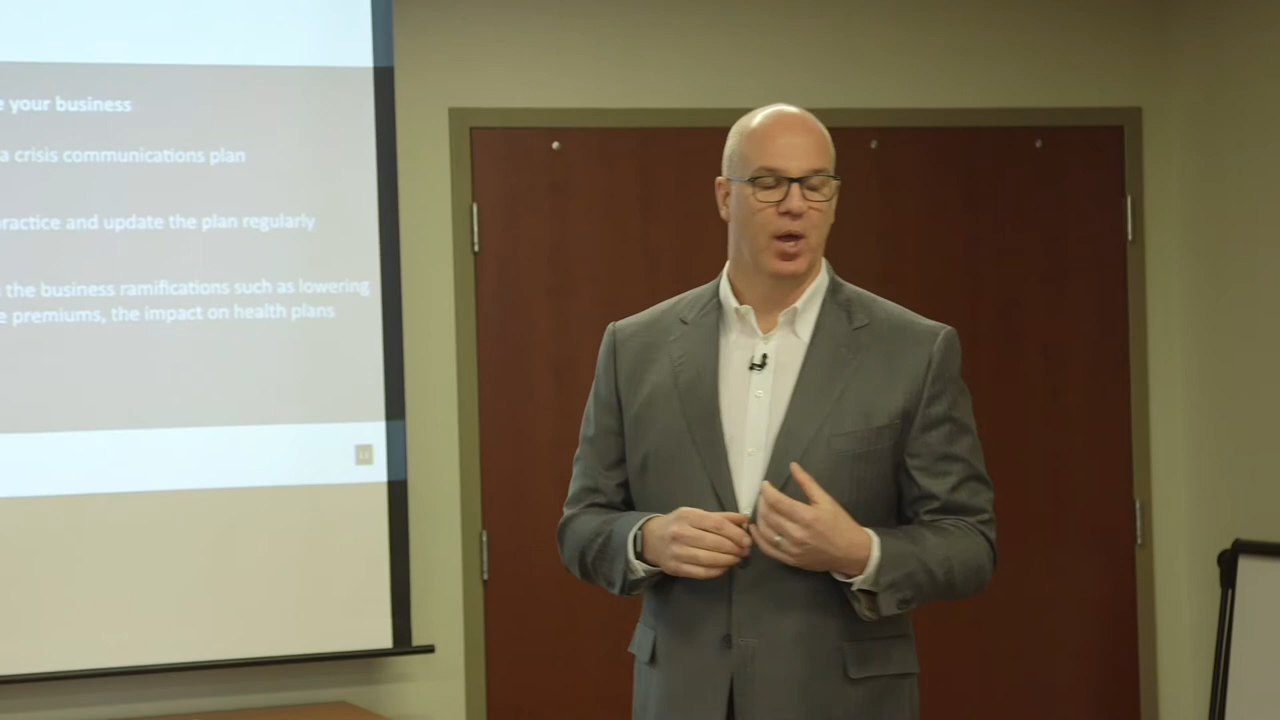 your business
a crisis communications plan
practice and update the plan regularly
the business ramifications such as lowering
premiums, the impact on health plans